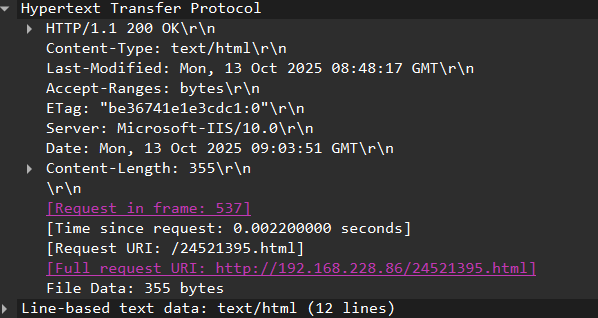 Hypertext Transfer Protocol
HTTP/1.1 200 OK\r\n
Content-Type: text/html\r\n
Last-Modified: Mon, 13 Oct 2025 08:48:17 GMT\r\n
Accept-Ranges: bytes\r\n
ETag: "be36741e1e3cdc1:0"\r\n
Server: Microsoft-IIS/10.0\r\n
Date: Mon, 13 Oct 2025 09:03:51 GMT\r\n
Content-Length: 355\r\n
\r\n
[Request in frame: 537]
[Time since request: 0.002200000 seconds]
[Request URI: /24521395.html]
[Full request URI: http://192.168.228.86/24521395.html]
File Data: 355 bytes
Line-based text data: text/html (12 lines)